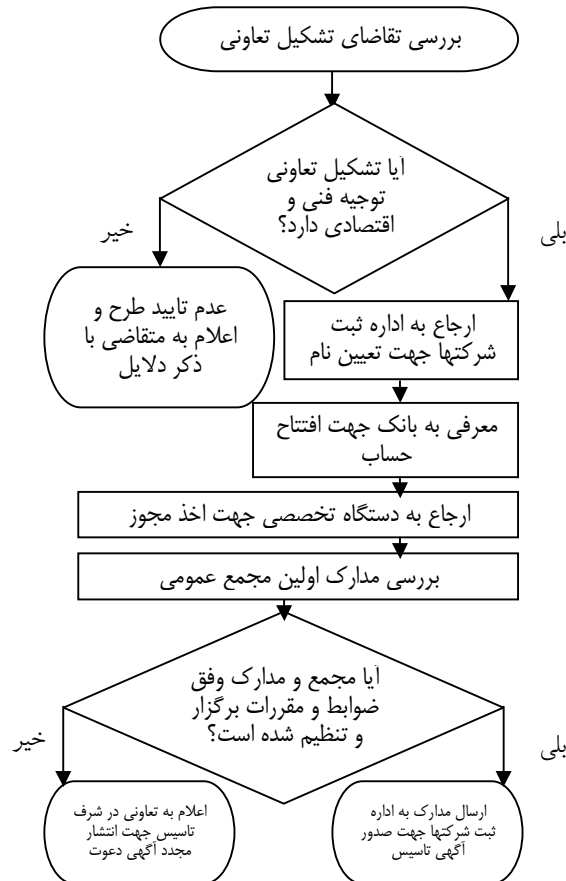 بررسی تقاضای تشکیل تعاونی
آیا تشکیل تعاونی
توجیه فنی و
اقتصادی دارد؟
بلی
خیر
عدم تایید طرح و
اعلام به متقاضی با
ذکر دلایل
ارجاع به اداره ثبت
شرکتها جهت تعیین نام
معرفی به بانک جهت افتتاح
حساب
ارجاع به دستگاه تخصصی جهت اخذ مجوز
بررسی مدارک اولین مجمع عمومی
آیا مجمع و مدارک وفق
ضوابط و مقررات برگزار
و تنظیم شده است؟
بلی
خیر
ارسال مدارک به اداره
ثبت شرکتها جهت صدور
آگهی تاسیس
اعلام به تعاونی در شرف
تاسیس جهت انتشار
مجدد آگهی دعوت